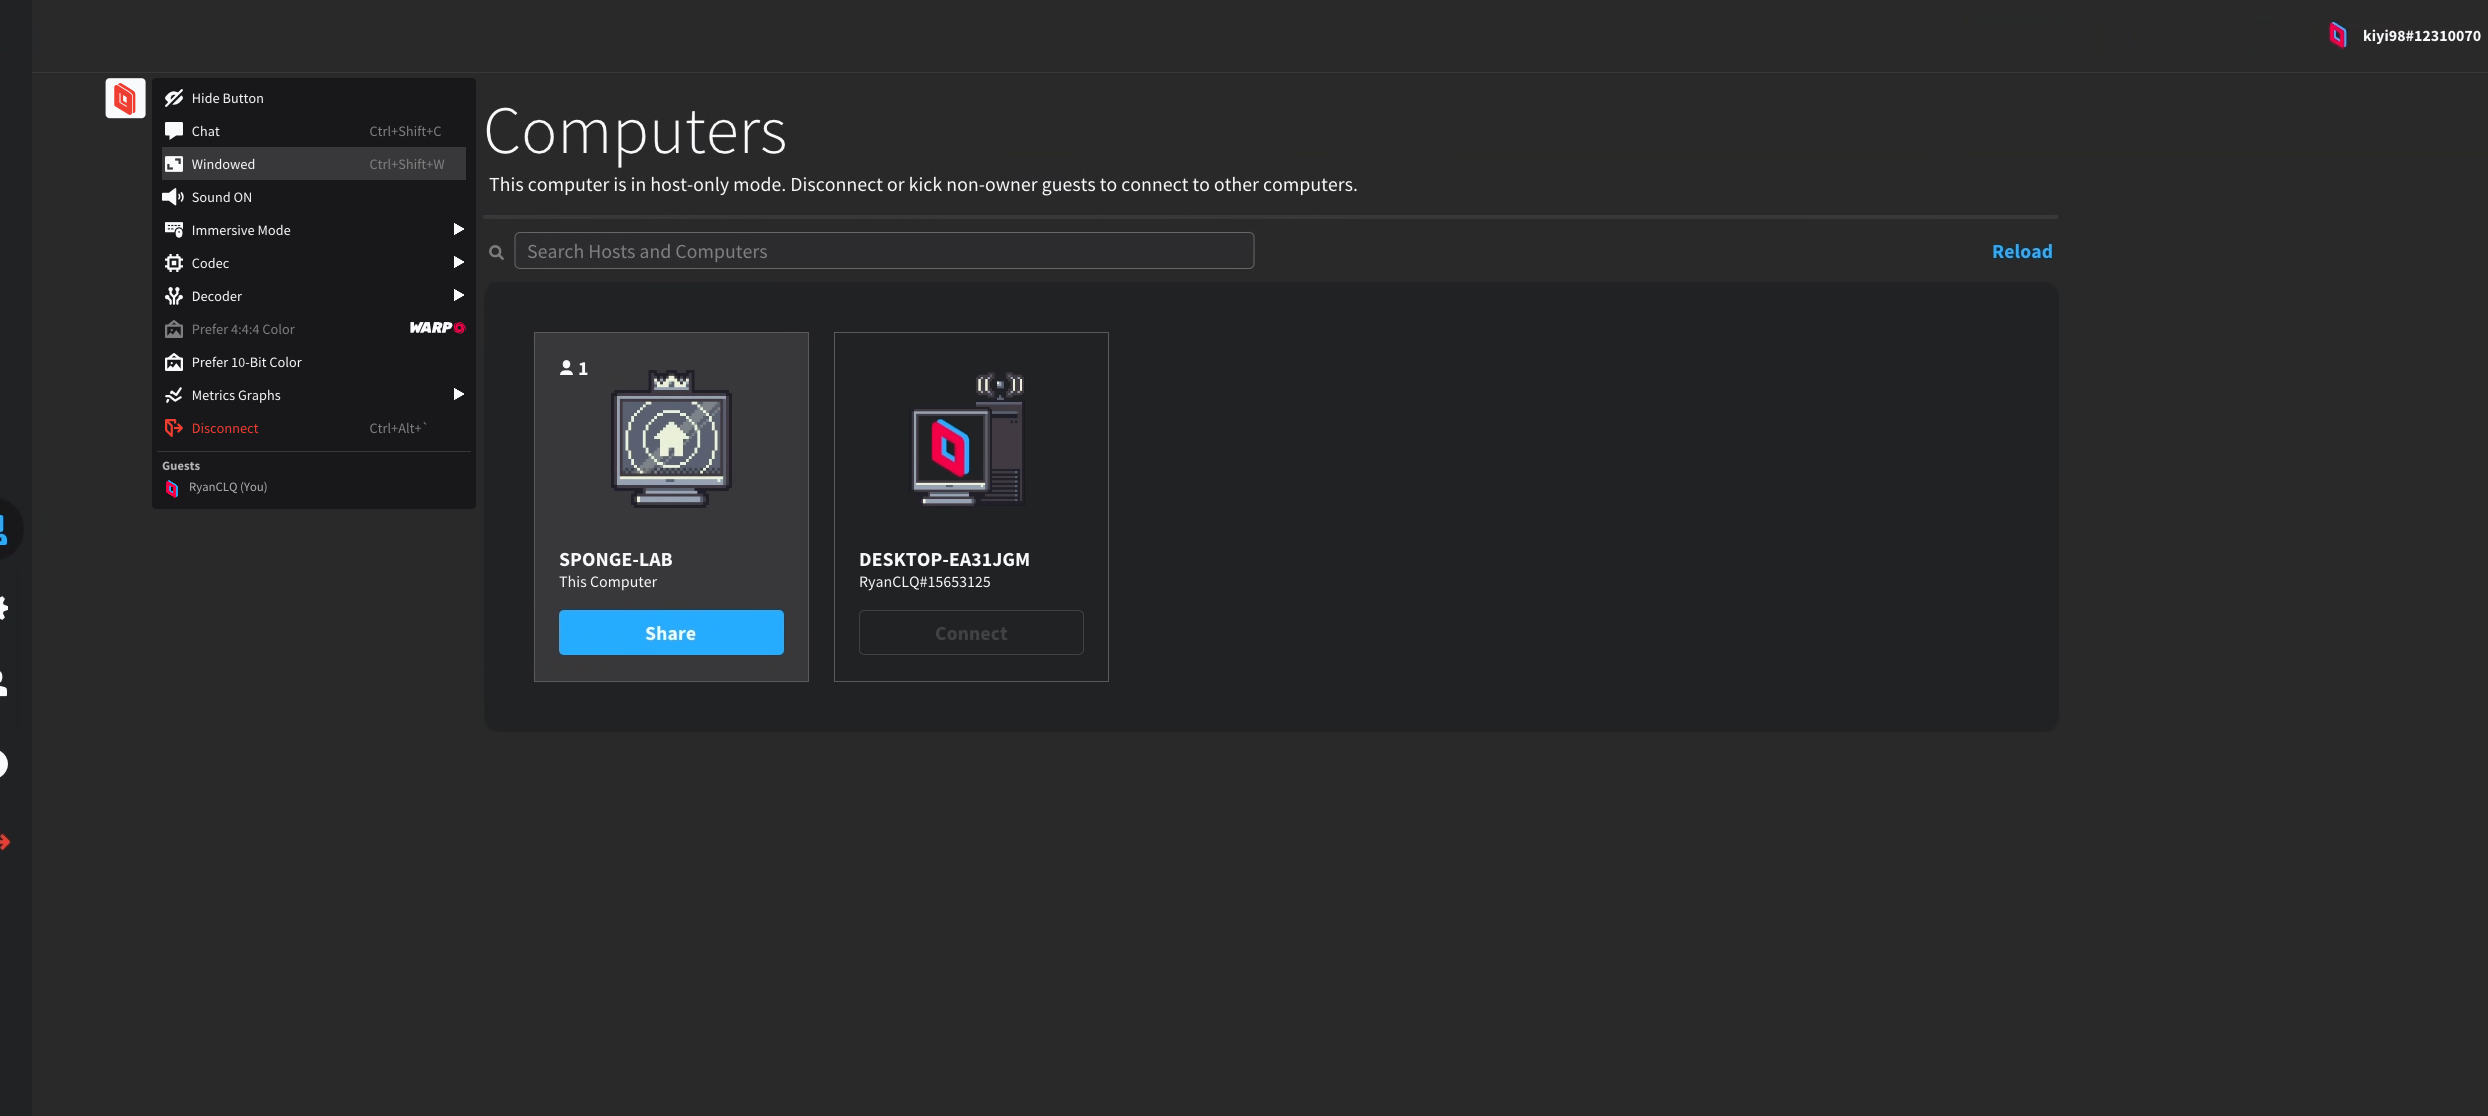 kiyi98#12310070
Hide Button
Chat Ctrl+Shift+C
Windowed Ctrl+Shift+W
Sound ON
Immersive Mode
Codec
Decoder
Prefer 4:4:4 Color WARP
Prefer 10-Bit Color
Metrics Graphs
Disconnect Ctrl+Alt+`
Guests
RyanCLQ (You)
Computers
This computer is in host-only mode. Disconnect or kick non-owner guests to connect to other computers.
Search Hosts and Computers
Reload
1
SPONGE-LAB
This Computer
Share
DESKTOP-EA31JGM
RyanCLQ#15653125
Connect